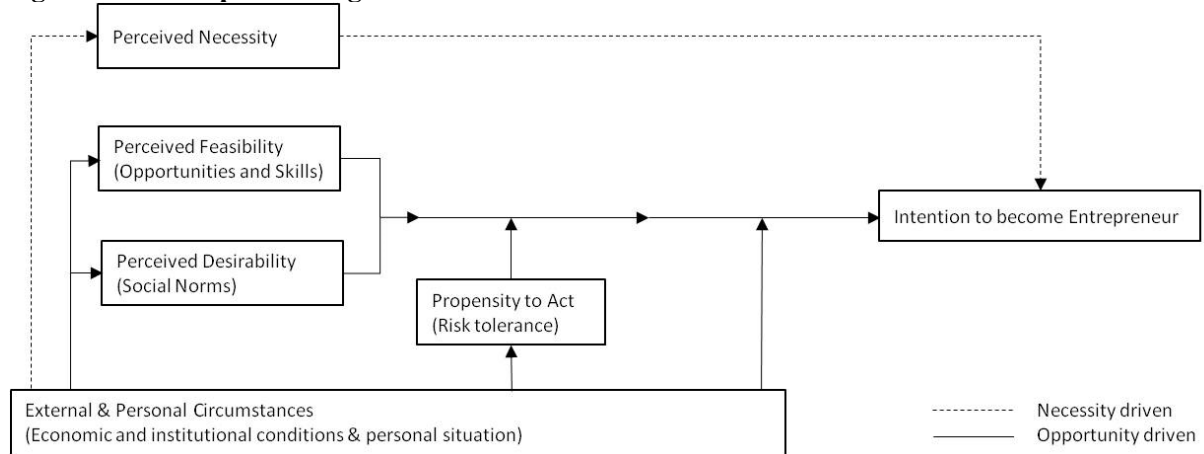 Perceived Necessity
Perceived Feasibility
(Opportunities and Skills)
Perceived Desirability
(Social Norms)
Intention to become Entrepreneur
Propensity to Act
(Risk tolerance)
External & Personal Circumstances
(Economic and institutional conditions & personal situation)
Necessity driven
Opportunity driven